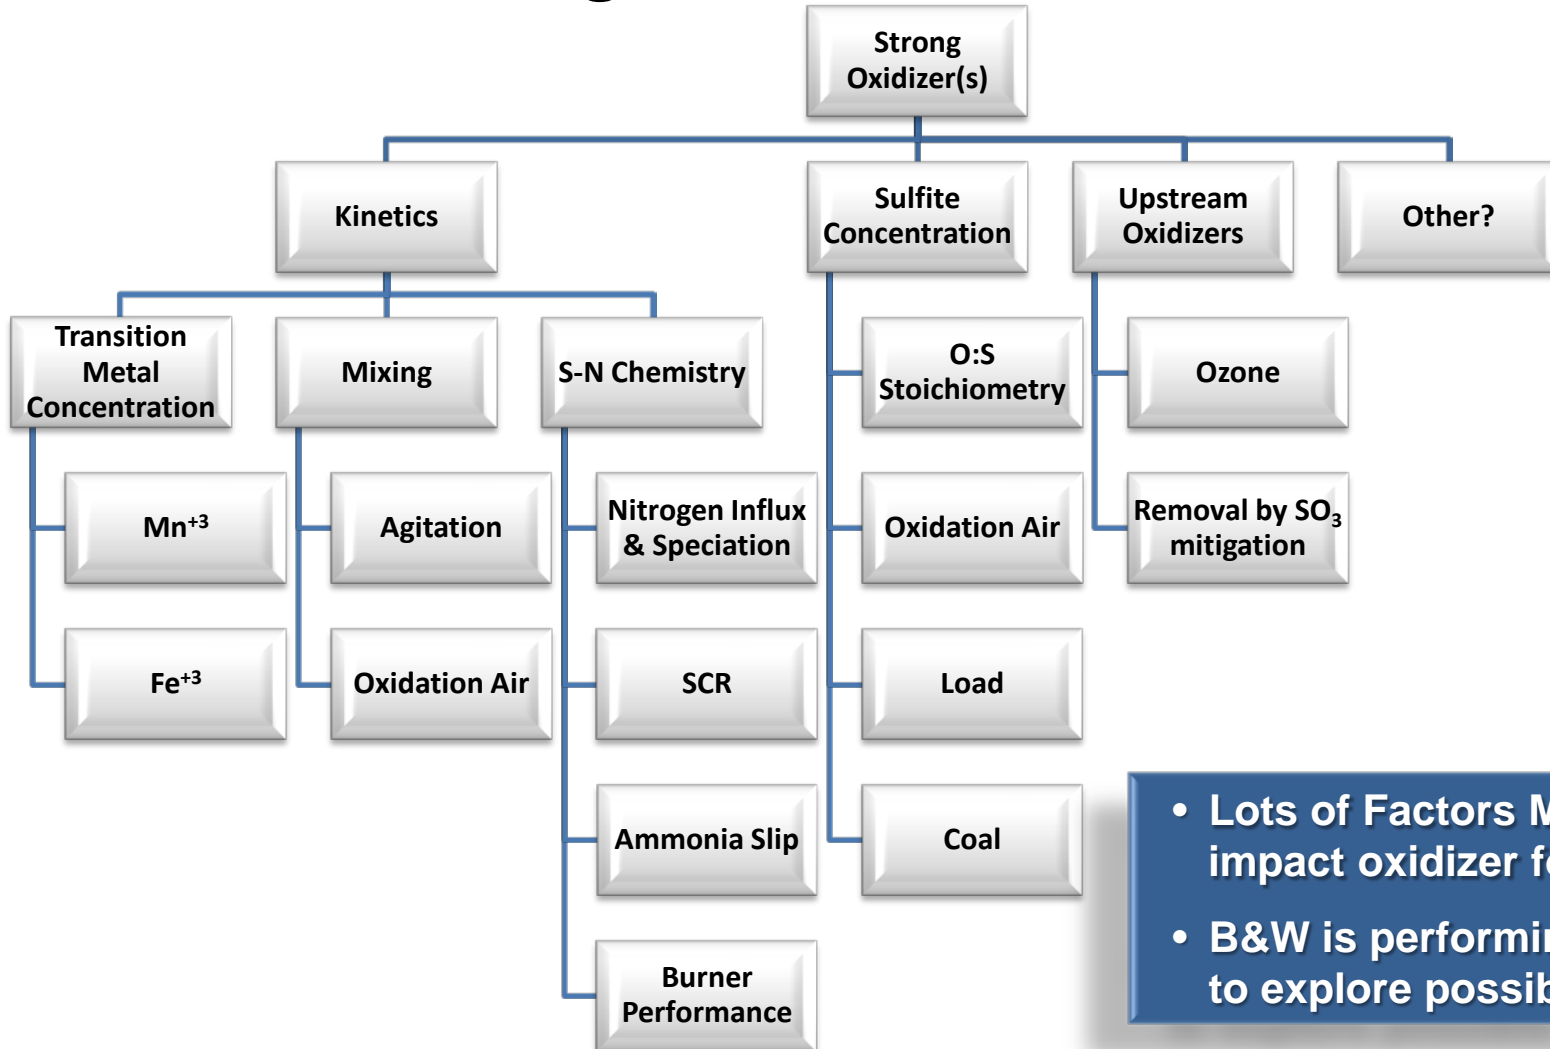 Strong
Oxidizer(s)
Kinetics
Sulfite
Concentration
Upstream
Oxidizers
Other?
Transition
Metal
Concentration
Mixing
S-N Chemistry
O:S
Stoichiometry
Ozone
Mn+3
Agitation
Nitrogen Influx
& Speciation
Oxidation Air
Removal by SO3
mitigation
Fe+3
Oxidation Air
SCR
Load
Ammonia Slip
Coal
Burner
Performance
• Lots of Factors
impact oxidizer
• B&W is
to explore